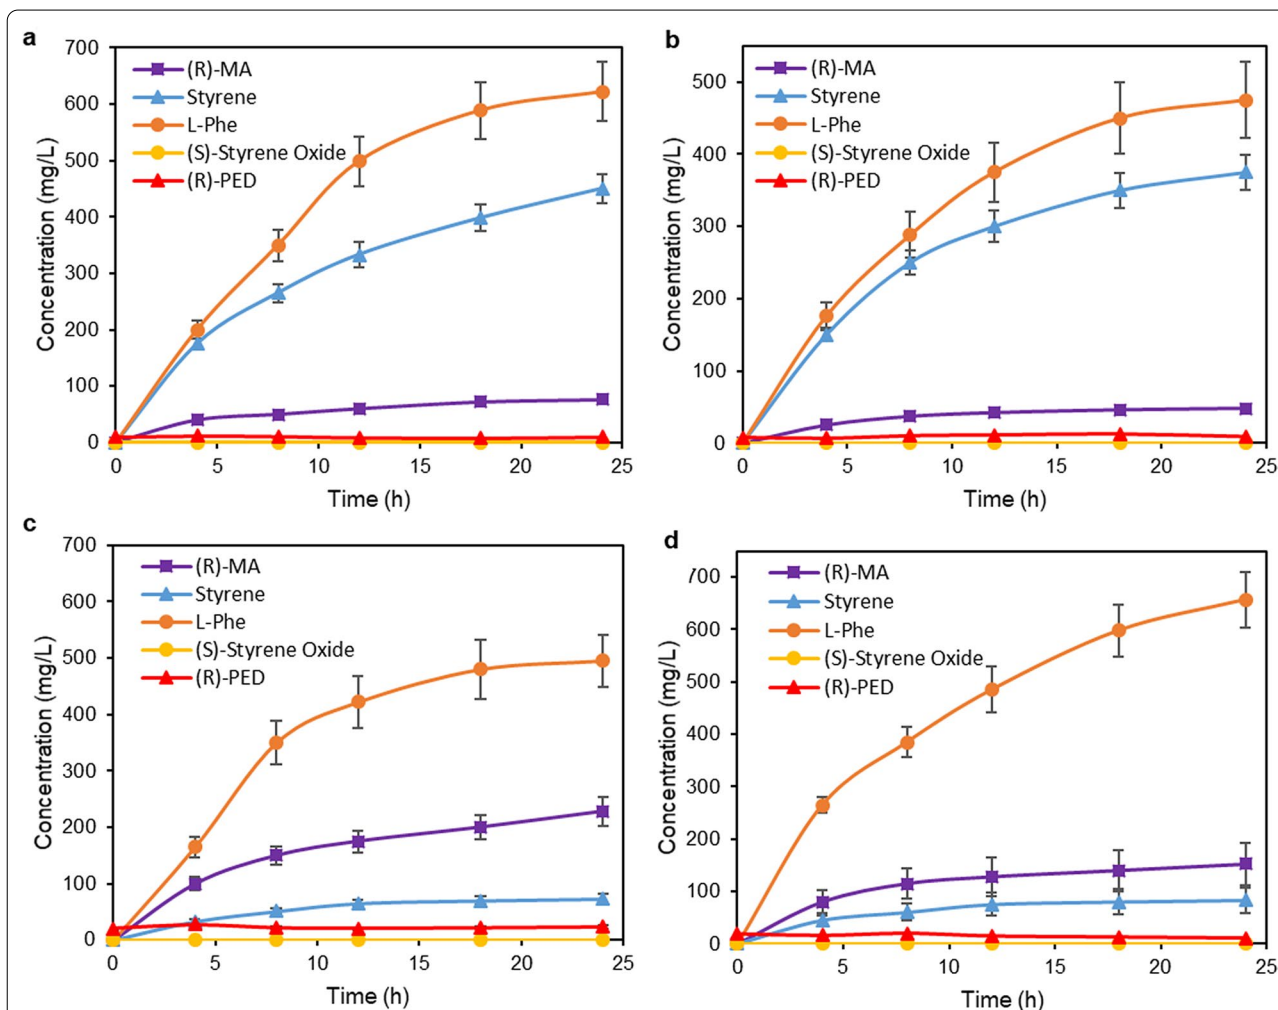 a
700
600
500
400
300
200
100
0
Concentration (mg/L)
(R)-MA
Styrene
L-Phe
(S)-Styrene Oxide
(R)-PED
0 5 10 15 20 25
Time (h)
b
500
400
300
200
100
0
Concentration (mg/L)
(R)-MA
Styrene
L-Phe
(S)-Styrene Oxide
(R)-PED
0 5 10 15 20 25
Time (h)
c
700
600
500
400
300
200
100
0
Concentration (mg/L)
(R)-MA
Styrene
L-Phe
(S)-Styrene Oxide
(R)-PED
0 5 10 15 20 25
Time (h)
d
700
600
500
400
300
200
100
0
Concentration (mg/L)
(R)-MA
Styrene
L-Phe
(S)-Styrene Oxide
(R)-PED
0 5 10 15 20 25
Time (h)